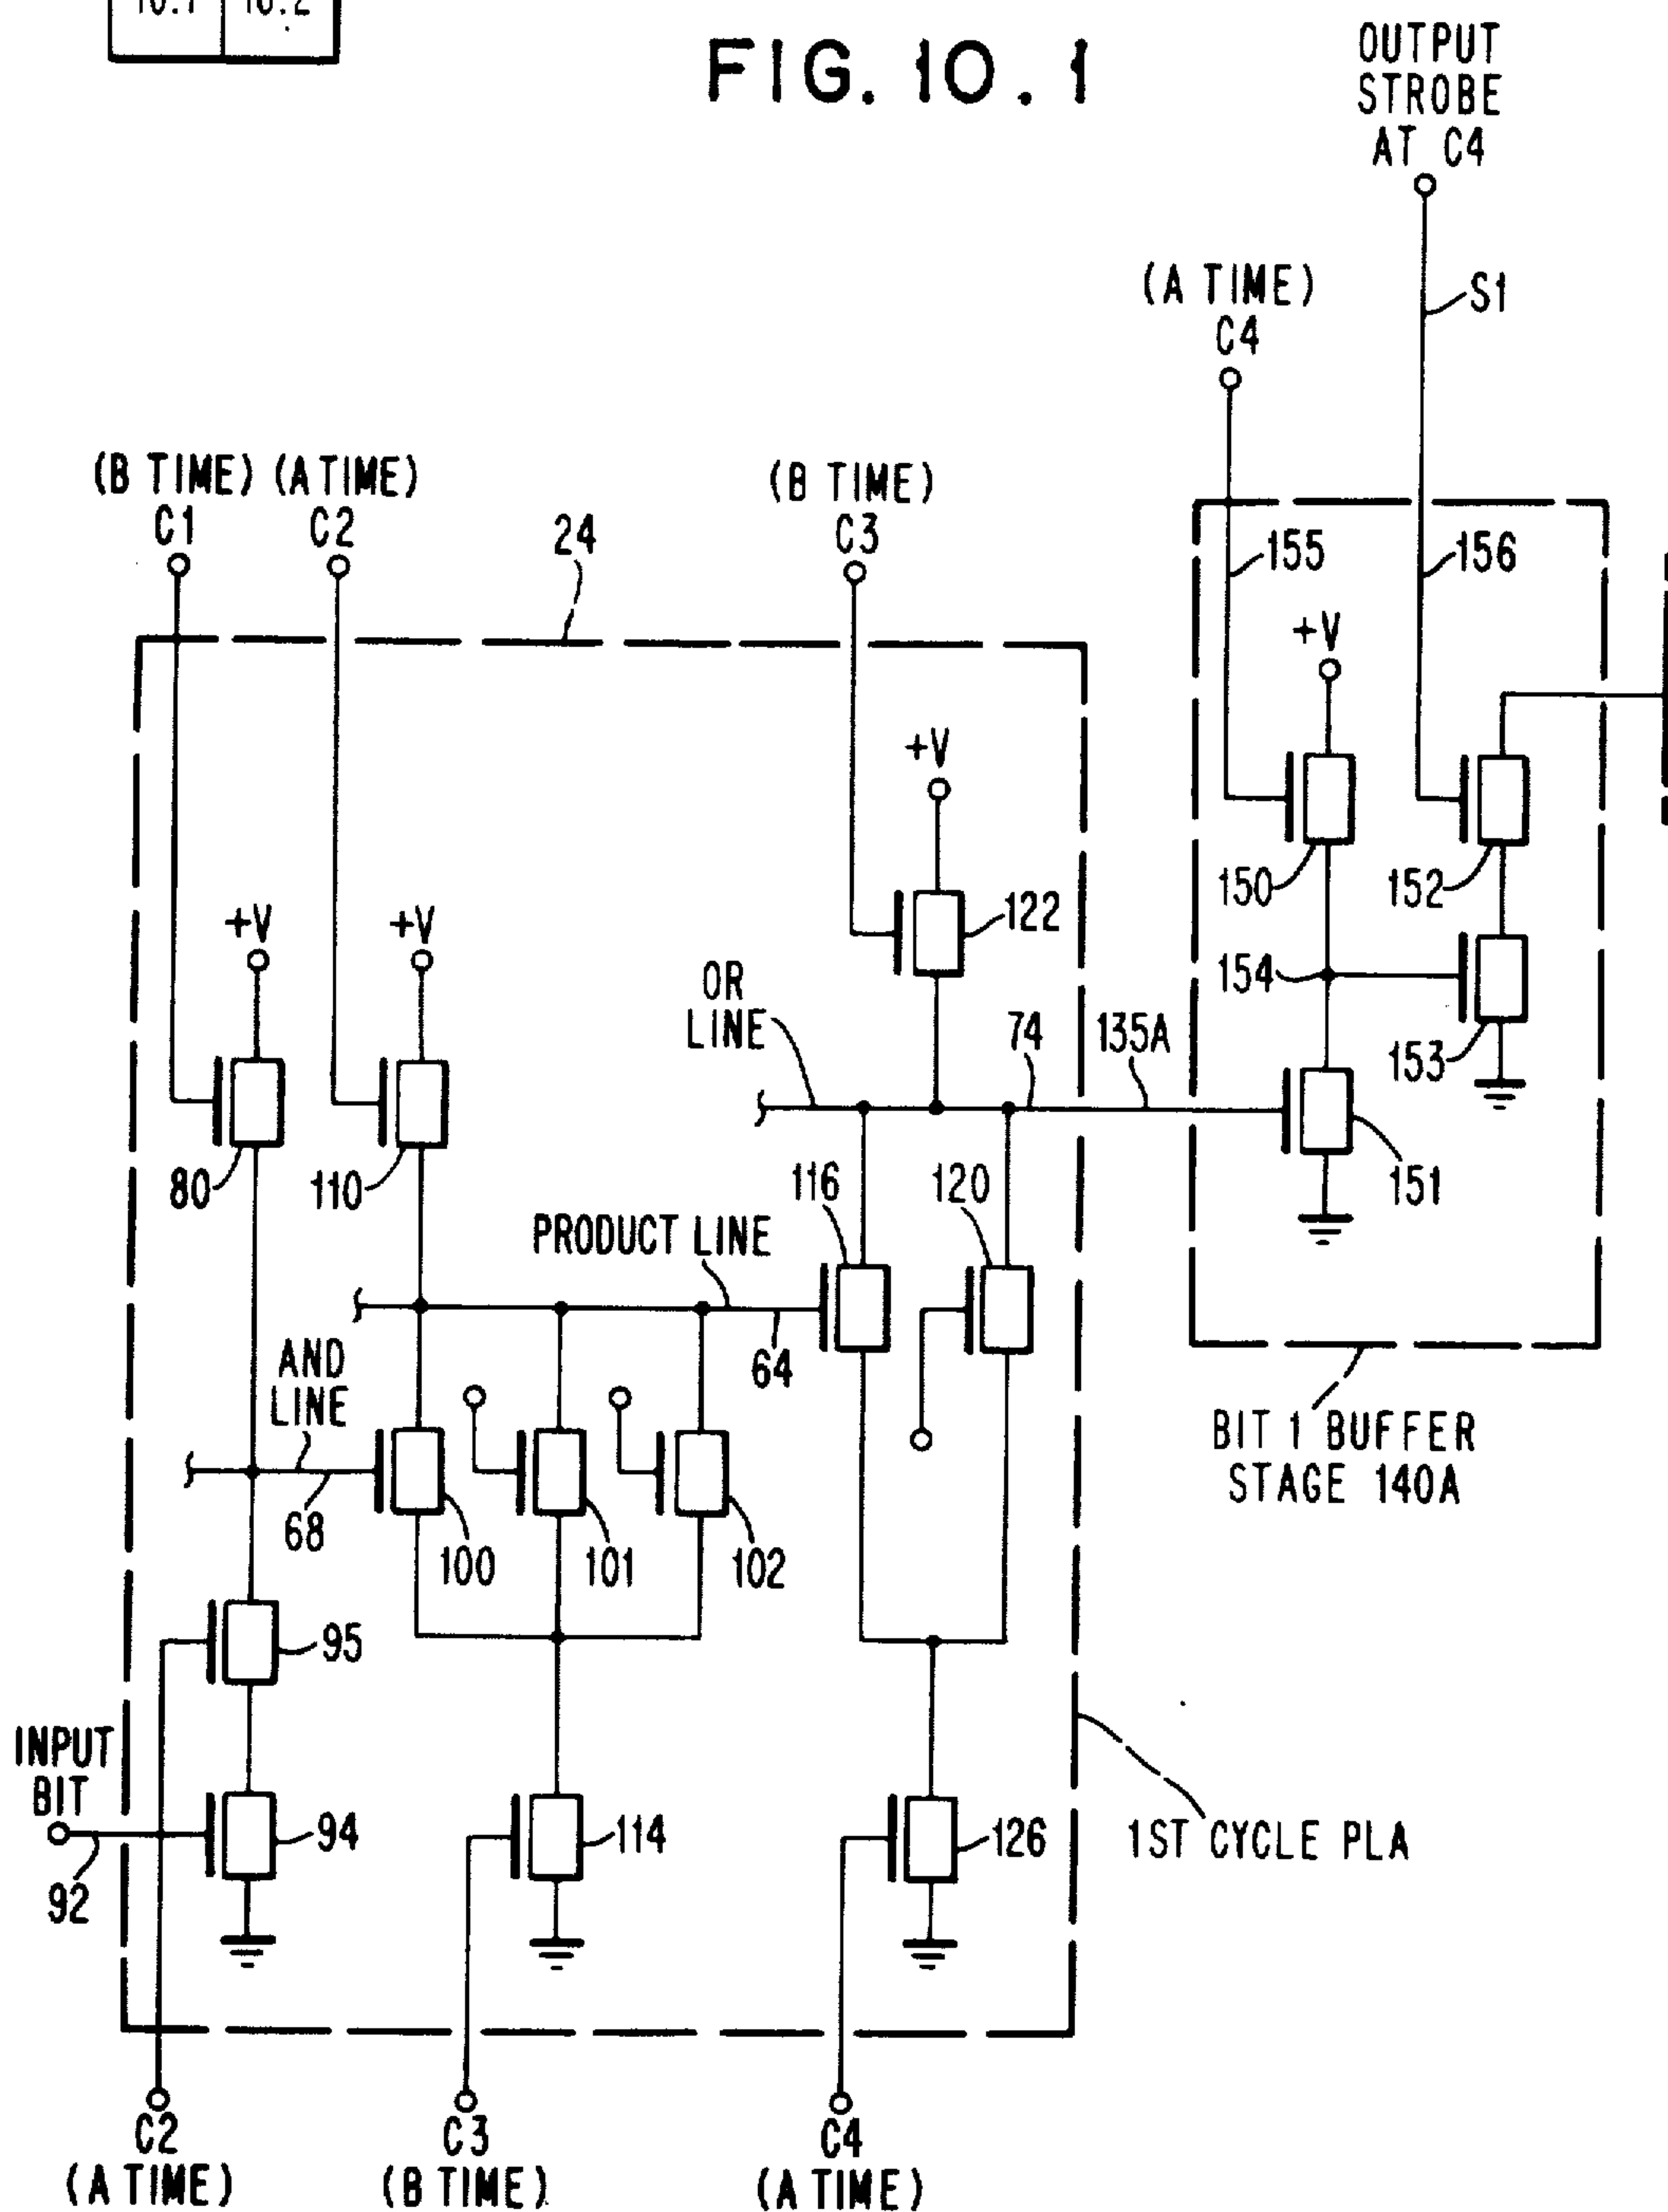 10.1 10.2
FIG. 10.1
OUTPUT
STROBE
AT C4
S1
(A TIME)
C4
(B TIME) (A TIME)
C1 C2
24
(B TIME)
C3
155
156
+V
+V
150
152
122
+V
+V
OR
LINE
154
74
135A
153
80
110
116
120
151
PRODUCT LINE
64
AND
LINE
68
BIT 1 BUFFER
STAGE 140A
100
101
102
95
INPUT
BIT
92
94
114
126
1ST CYCLE PLA
C2
(A TIME)
C3
(B TIME)
C4
(A TIME)